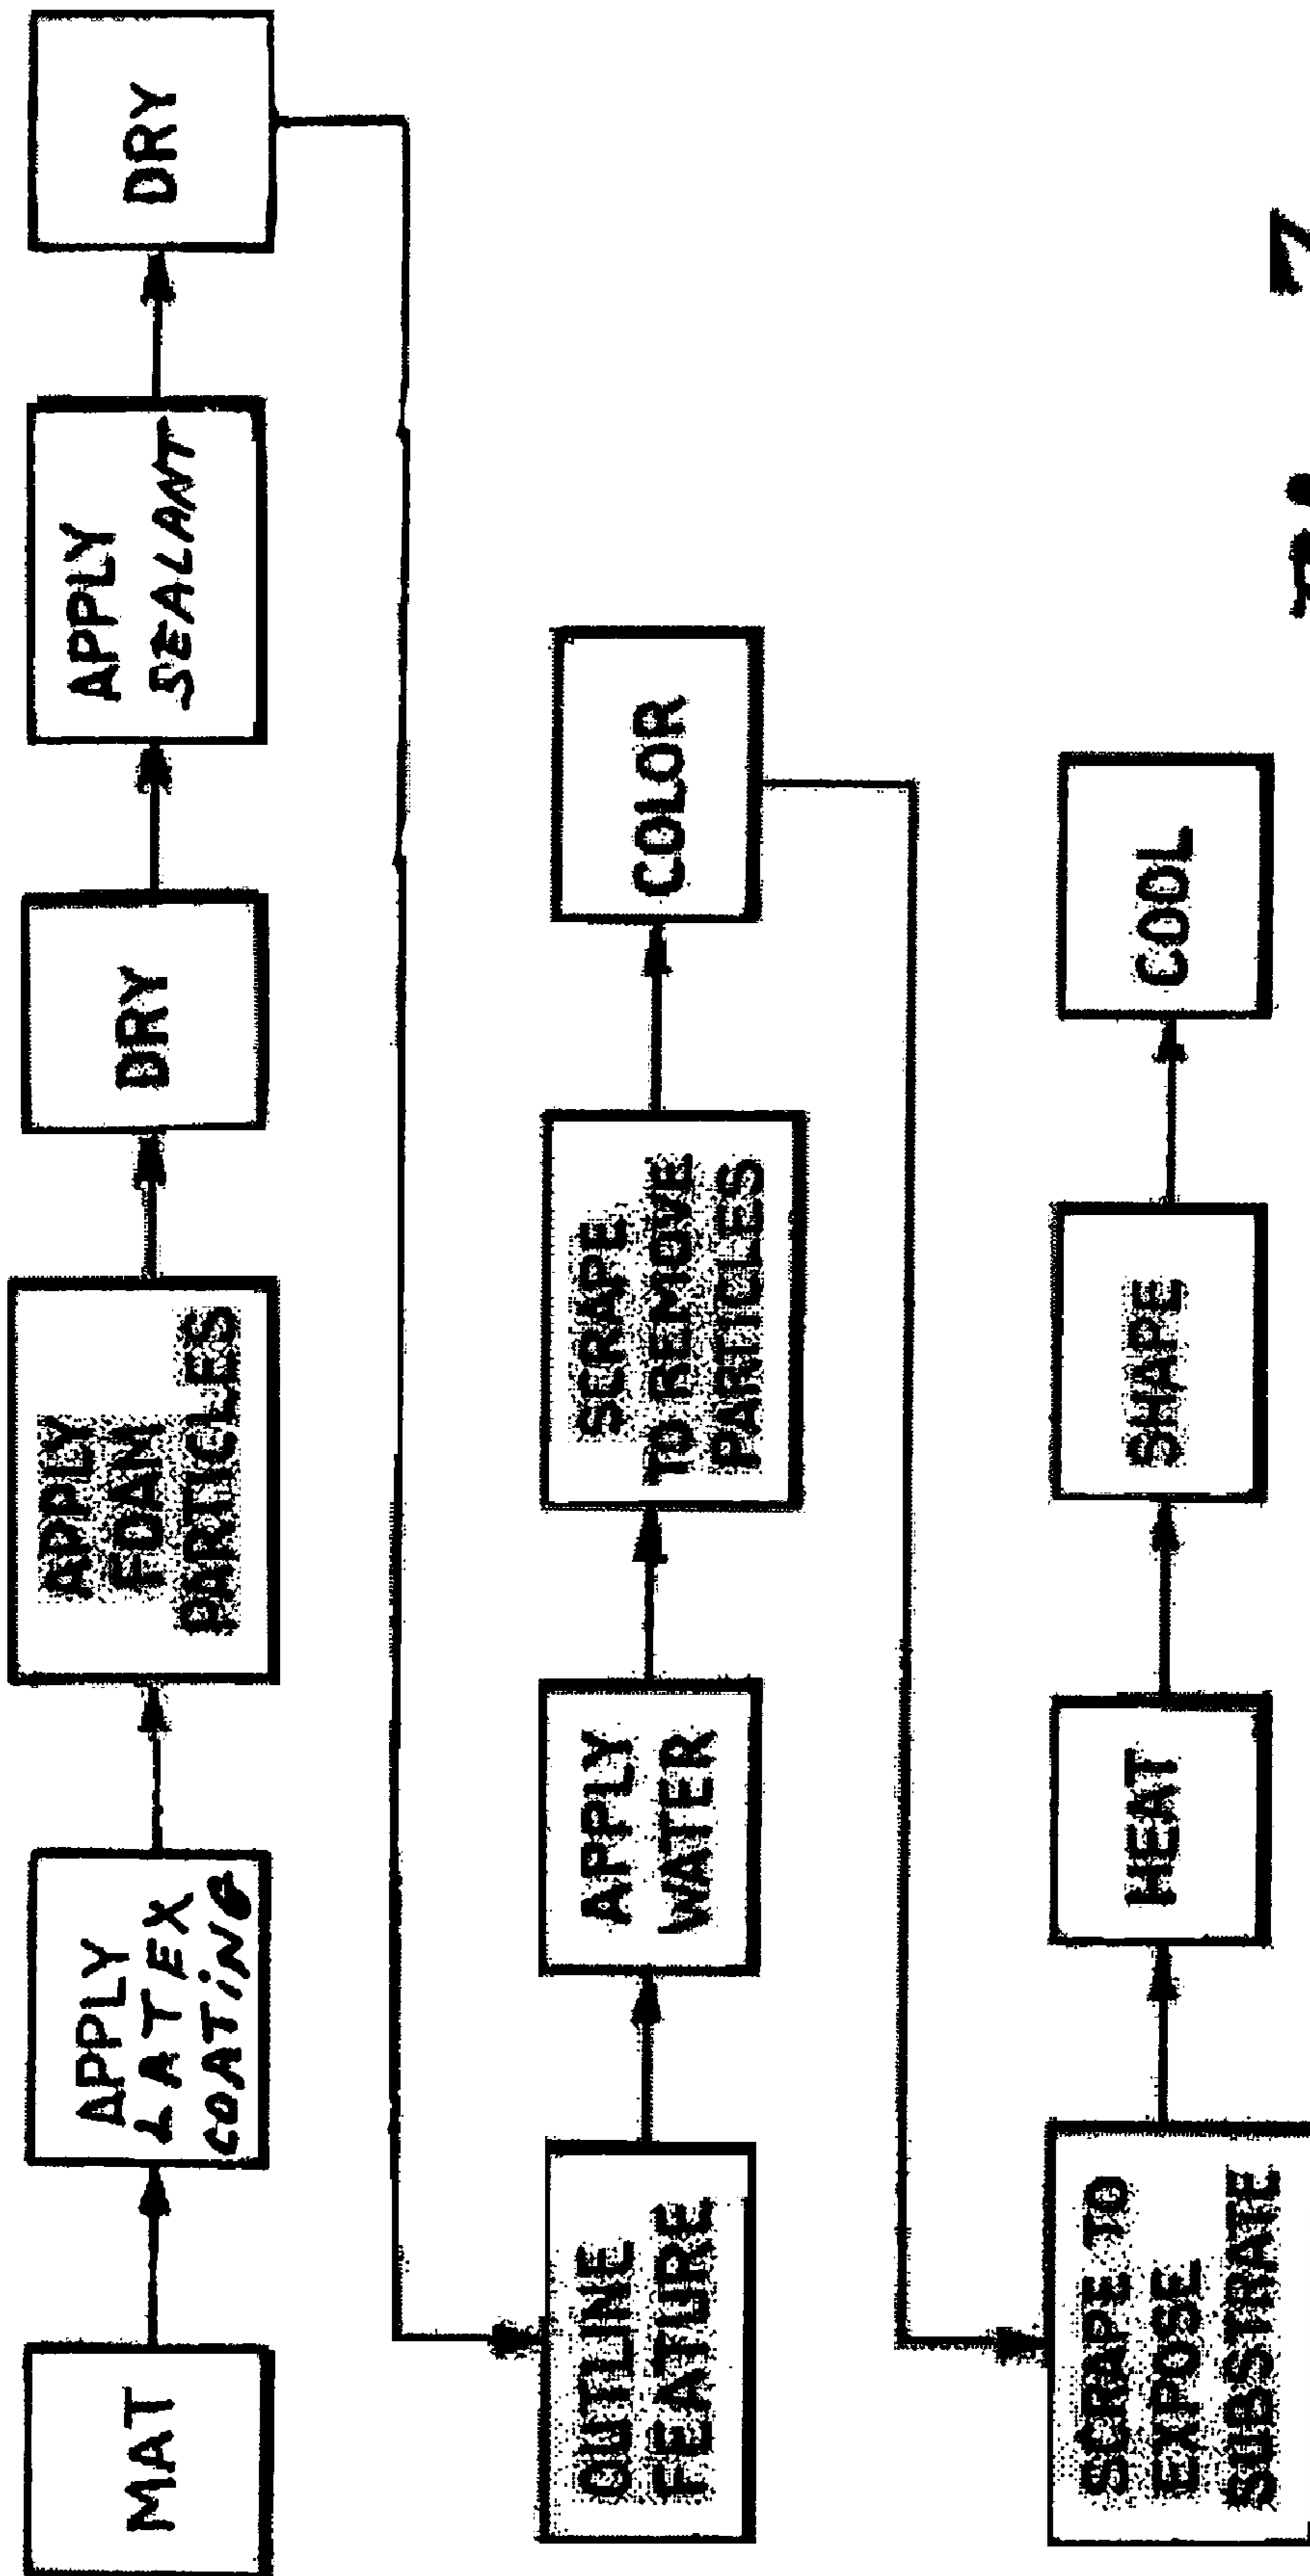 MAT
APPLY
LATEX
COATING
APPLY
FOAM
PARTICLES
DRY
APPLY
SEALANT
DRY
OUTLINE
FEATURE
APPLY
WATER
SCRAPE
TO REMOVE
PARTICLES
COLOR
SCRAPE TO
EXPOSE
SUBSTRATE
HEAT
SHAPE
COOL